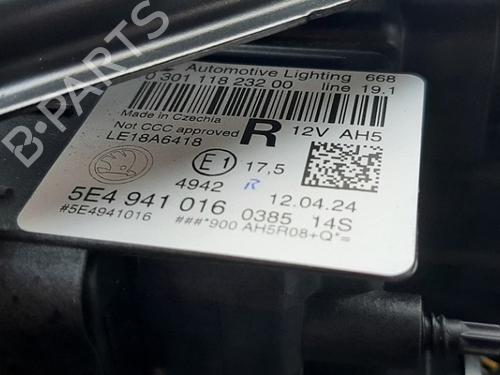 Automotive Lighting 668
0 301 118 232 00 line 19.1
Made in Czechia
Not CCC approved R 12V AH5
LE18A6418
E1 17,5
4942 R 12.04.24
5E4 941 016 0385 14S
#5E4941016 ###*900 AH5R08+Q*=
B-PARTS